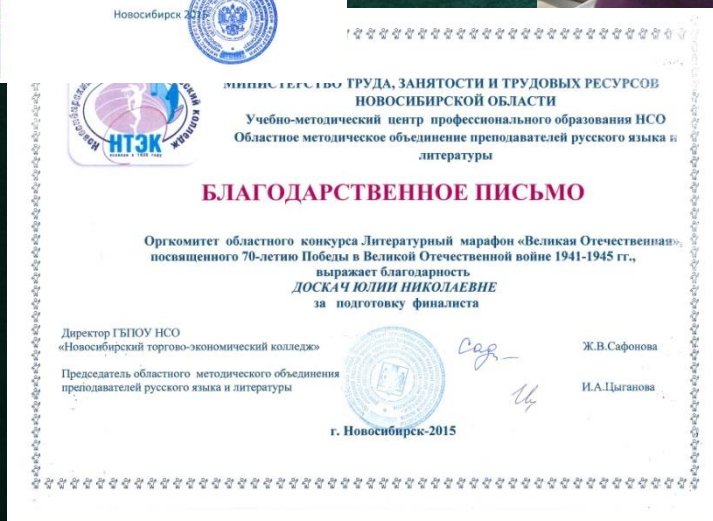 Новосибирск 2015
МИНИСТЕРСТВО ТРУДА, ЗАНЯТОСТИ И ТРУДОВЫХ РЕСУРСОВ
НОВОСИБИРСКОЙ ОБЛАСТИ
Учебно-методический центр профессионального образования НСО
Областное методическое объединение преподавателей русского языка и
литературы
НТЭК
БЛАГОДАРСТВЕННОЕ ПИСЬМО
Оргкомитет областного конкурса Литературный марафон «Великая Отечественная»,
посвященного 70-летию Победы в Великой Отечественной войне 1941-1945 гг.,
выражает благодарность
ДОСКАЧ ЮЛИИ НИКОЛАЕВНЕ
за подготовку финалиста
Директор ГБПОУ НСО
«Новосибирский торгово-экономический колледж»
Ж.В.Сафонова
Председатель областного методического объединения
преподавателей русского языка и литературы
И.А.Цыганова
г. Новосибирск-2015